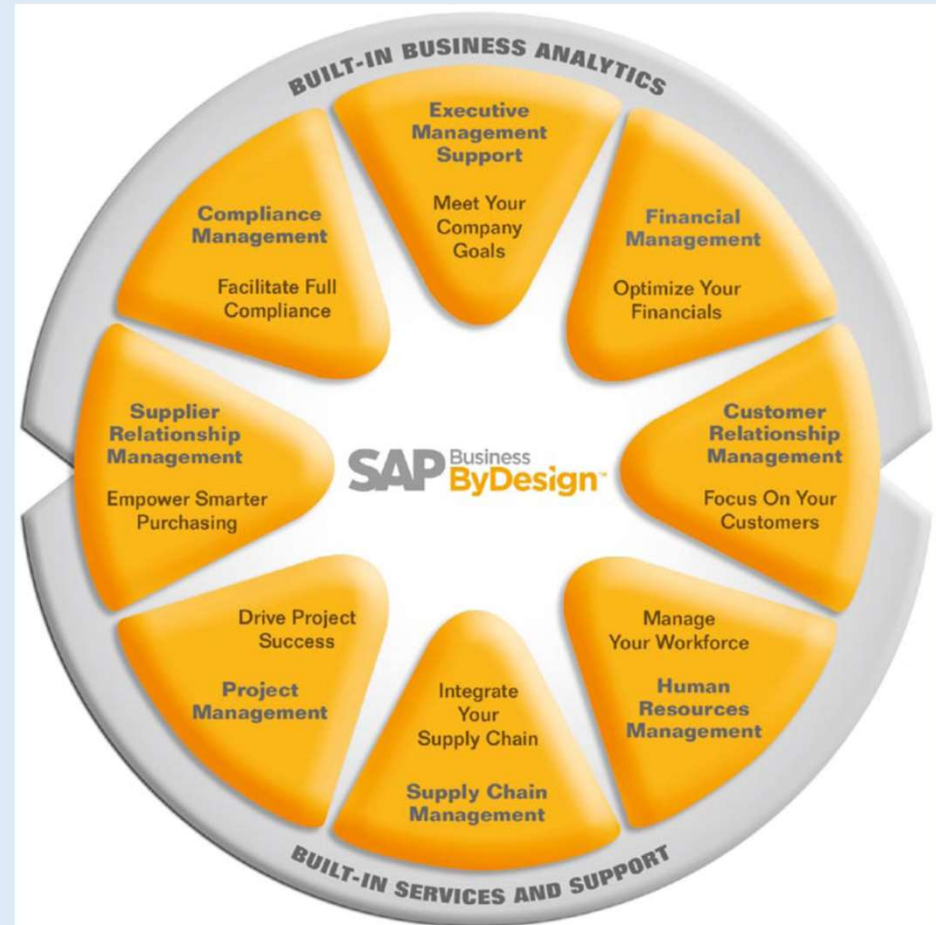 BUILT-IN BUSINESS ANALYTICS
Executive
Management
Support
Meet Your
Company
Goals
Financial
Management
Optimize Your
Financials
Customer
Relationship
Management
Focus On Your
Customers
Manage
Your Workforce
Human
Resources
Management
Integrate
Your
Supply Chain
Supply Chain
Management
Drive Project
Success
Project
Management
Supplier
Relationship
Management
Empower Smarter
Purchasing
Compliance
Management
Facilitate Full
Compliance
SAP Business
ByDesign™
BUILT-IN SERVICES AND SUPPORT